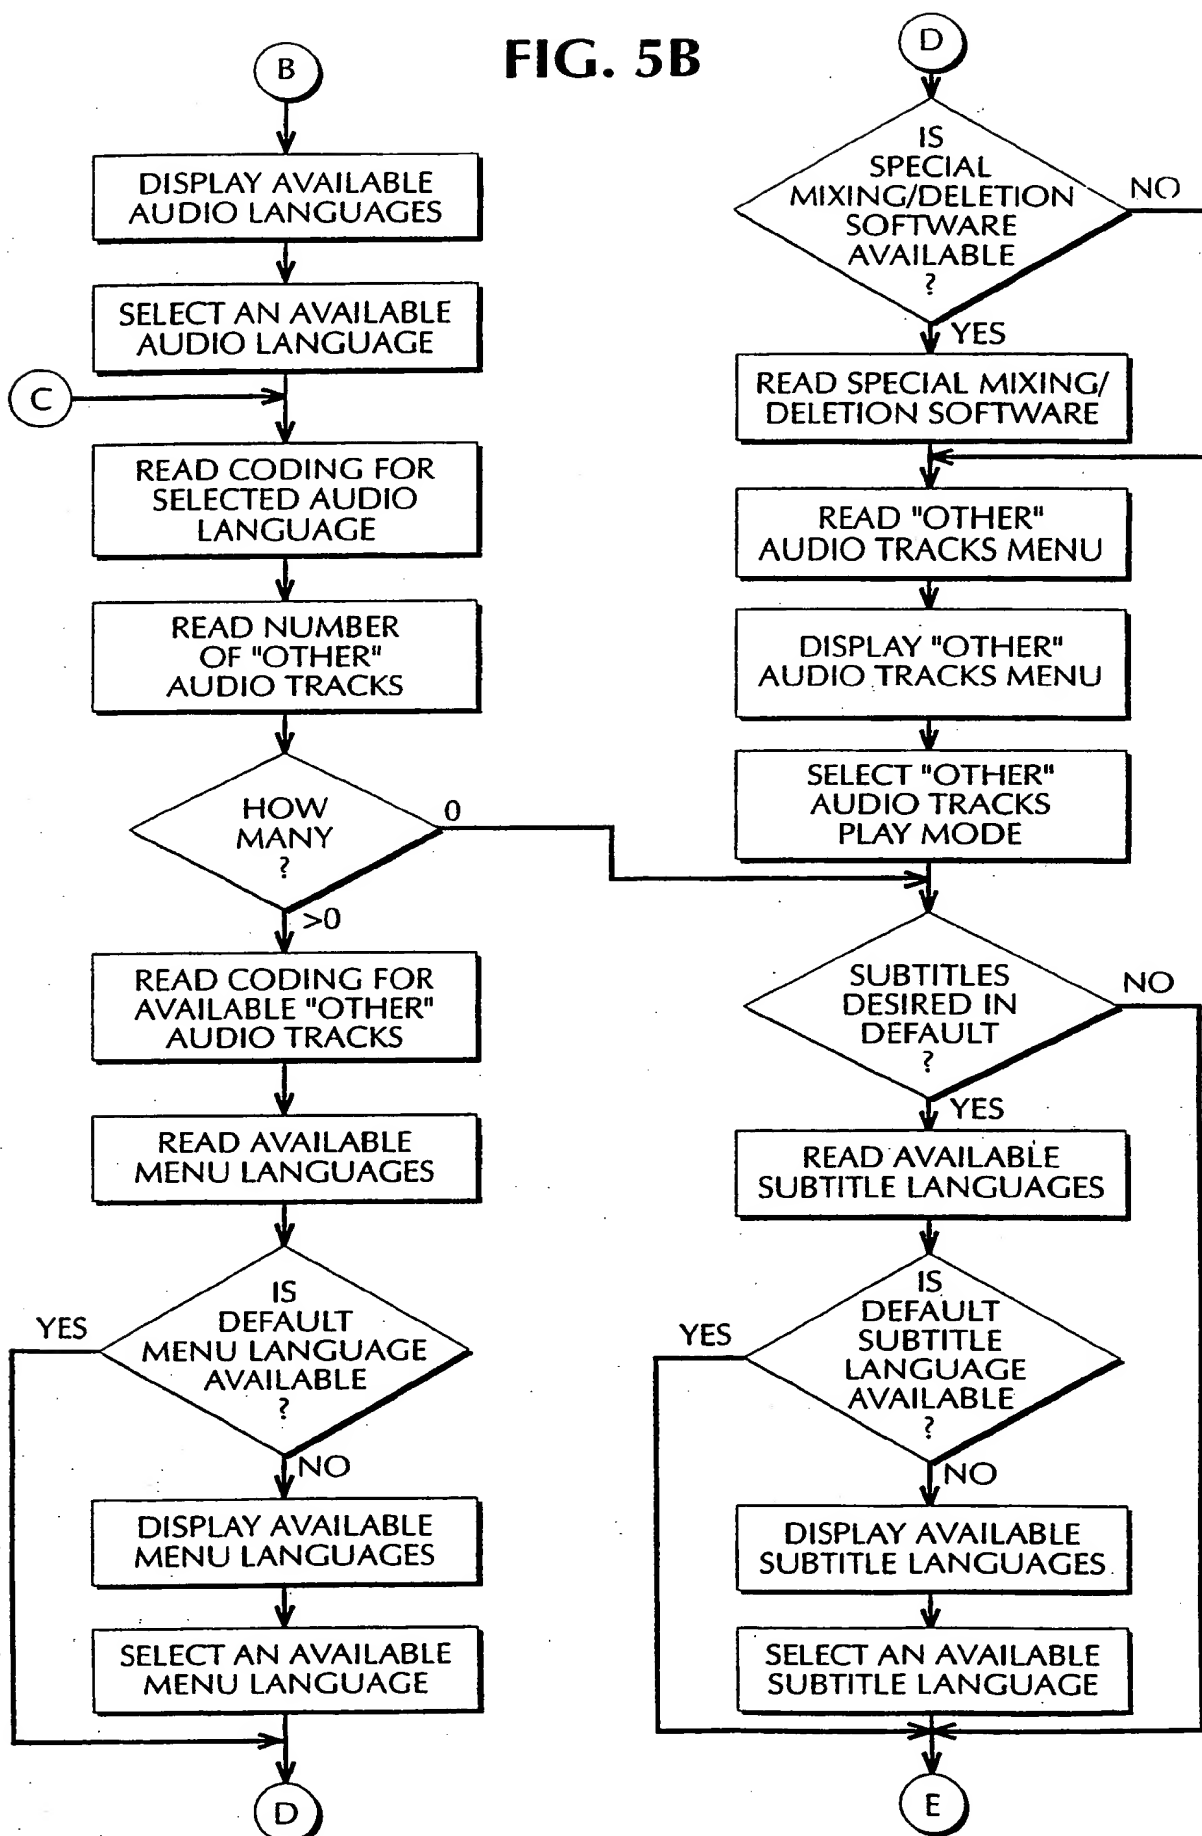 FIG. 5B
B
DISPLAY AVAILABLE
AUDIO LANGUAGES
SELECT AN AVAILABLE
AUDIO LANGUAGE
C
READ CODING FOR
SELECTED AUDIO
LANGUAGE
READ NUMBER
OF "OTHER"
AUDIO TRACKS
HOW
MANY
?
0
>0
READ CODING FOR
AVAILABLE "OTHER"
AUDIO TRACKS
READ AVAILABLE
MENU LANGUAGES
IS
DEFAULT
MENU LANGUAGE
AVAILABLE
?
YES
NO
DISPLAY AVAILABLE
MENU LANGUAGES
SELECT AN AVAILABLE
MENU LANGUAGE
D
D
IS
SPECIAL
MIXING/DELETION
SOFTWARE
AVAILABLE
?
NO
YES
READ SPECIAL MIXING/
DELETION SOFTWARE
READ "OTHER"
AUDIO TRACKS MENU
DISPLAY "OTHER"
AUDIO TRACKS MENU
SELECT "OTHER"
AUDIO TRACKS
PLAY MODE
SUBTITLES
DESIRED IN
DEFAULT
?
NO
YES
READ AVAILABLE
SUBTITLE LANGUAGES
IS
DEFAULT
SUBTITLE
LANGUAGE
AVAILABLE
?
YES
NO
DISPLAY AVAILABLE
SUBTITLE LANGUAGES
SELECT AN AVAILABLE
SUBTITLE LANGUAGE
E